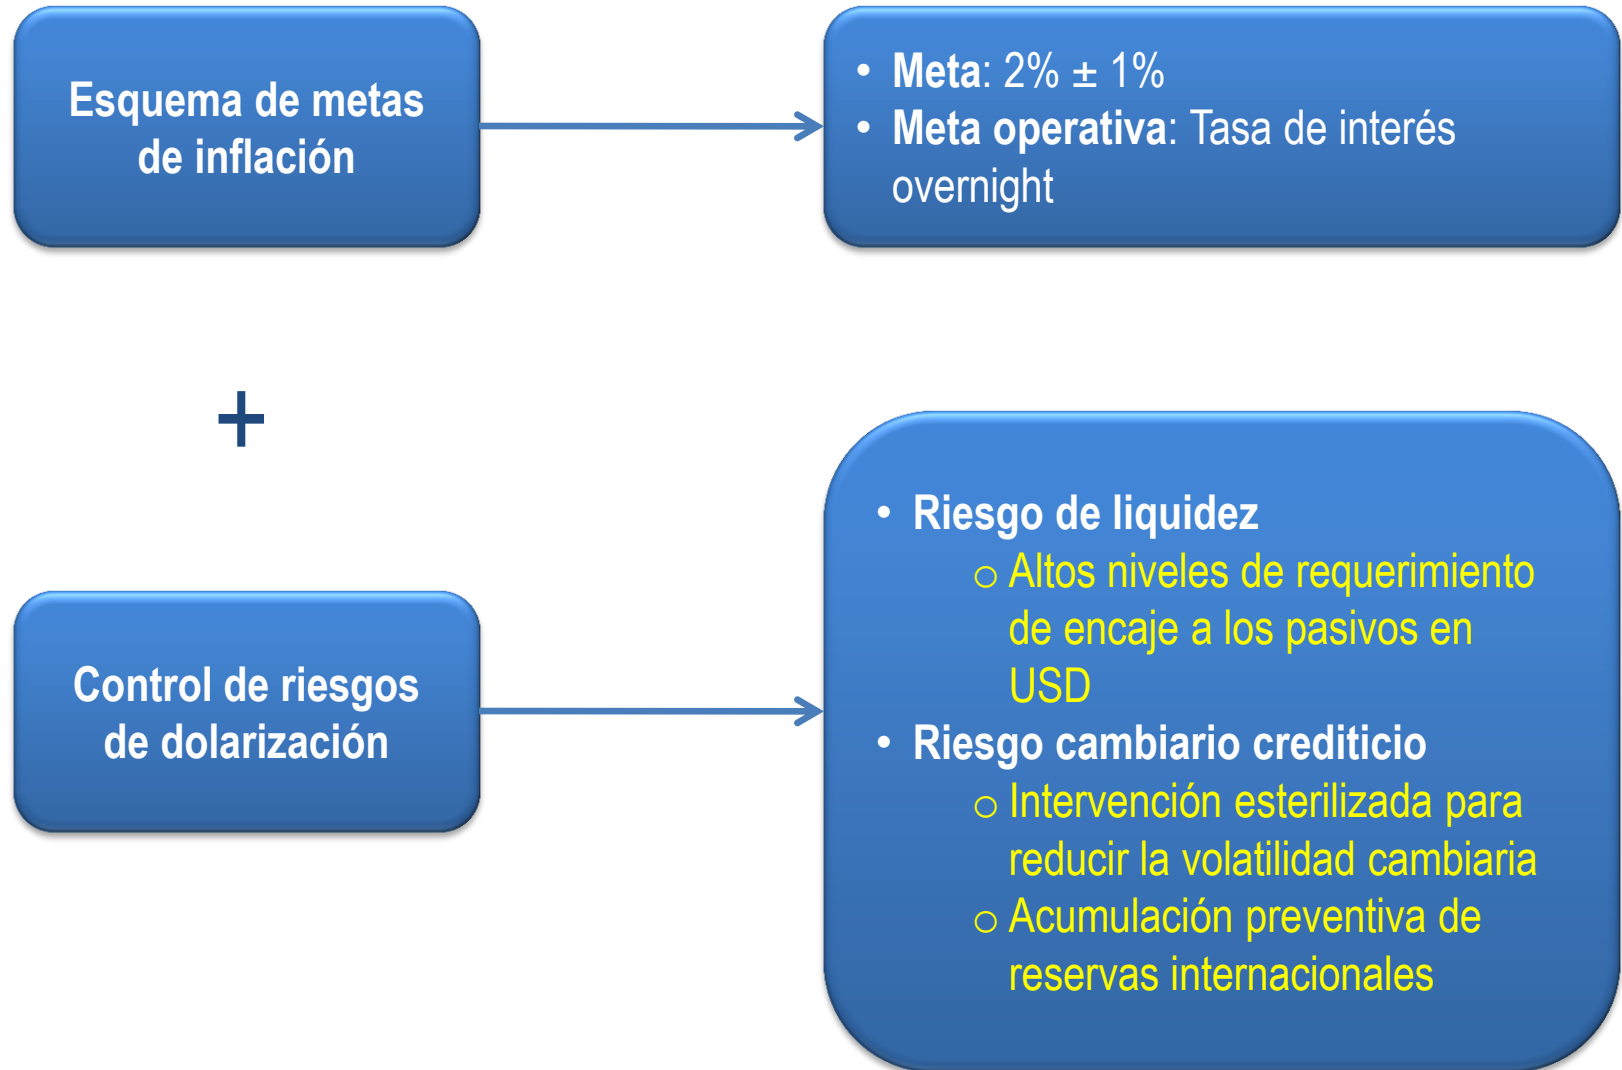 Esquema de metas
de inflación
• Meta: 2% ± 1%
• Meta operativa: Tasa de interés
overnight
+
Control de riesgos
de dolarización
• Riesgo de liquidez
o Altos niveles de requerimiento
de encaje a los pasivos en
USD
• Riesgo cambiario crediticio
o Intervención esterilizada para
reducir la volatilidad cambiaria
o Acumulación preventiva de
reservas internacionales